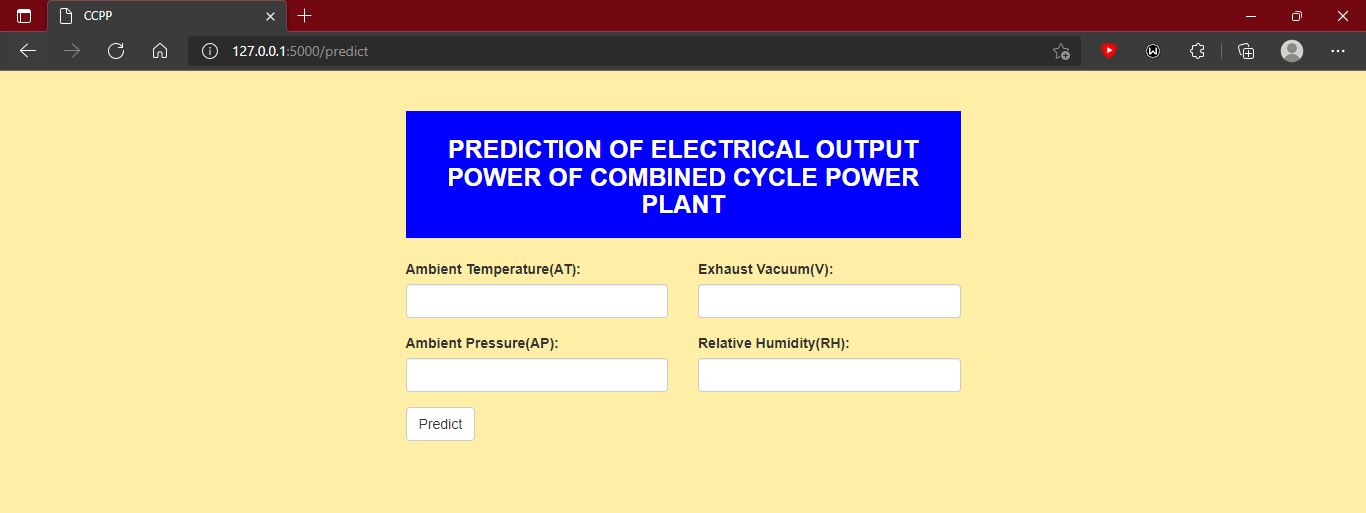 CCPP
127.0.0.1:5000/predict
PREDICTION OF ELECTRICAL OUTPUT
POWER OF COMBINED CYCLE POWER
PLANT
Ambient Temperature(AT): Exhaust Vacuum(V):
Ambient Pressure(AP): Relative Humidity(RH):
Predict